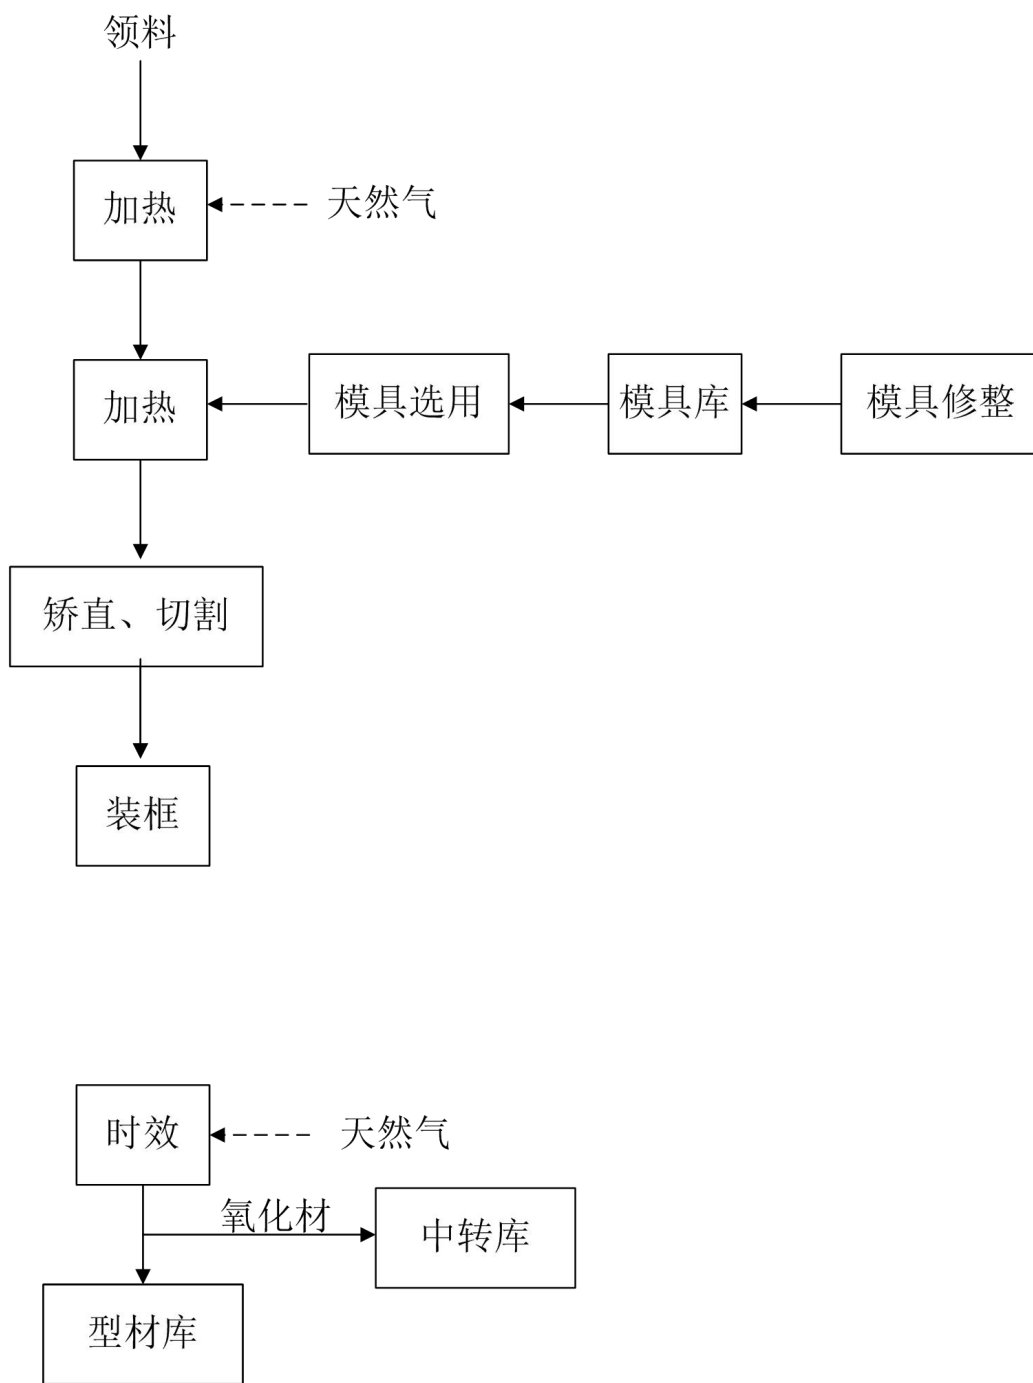 领料
加热
天然气
加热
模具选用
模具库
模具修整
矫直、切割
装框
时效
天然气
氧化材
中转库
型材库